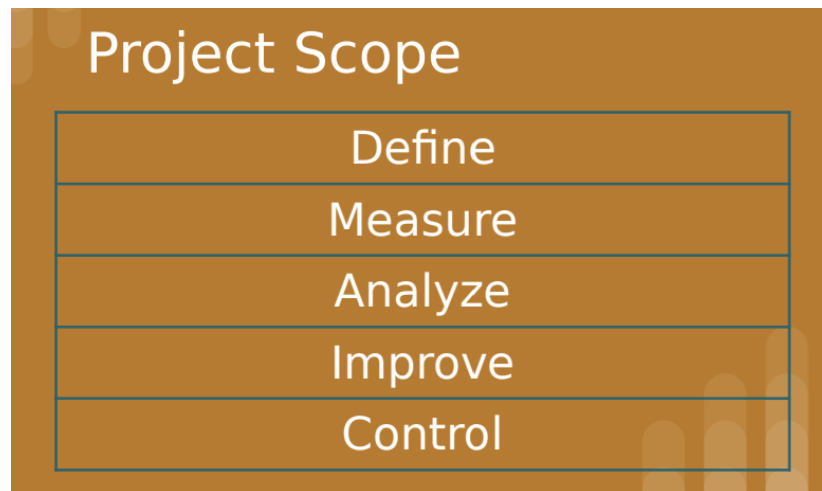 Project Scope
Define
Measure
Analyze
Improve
Control